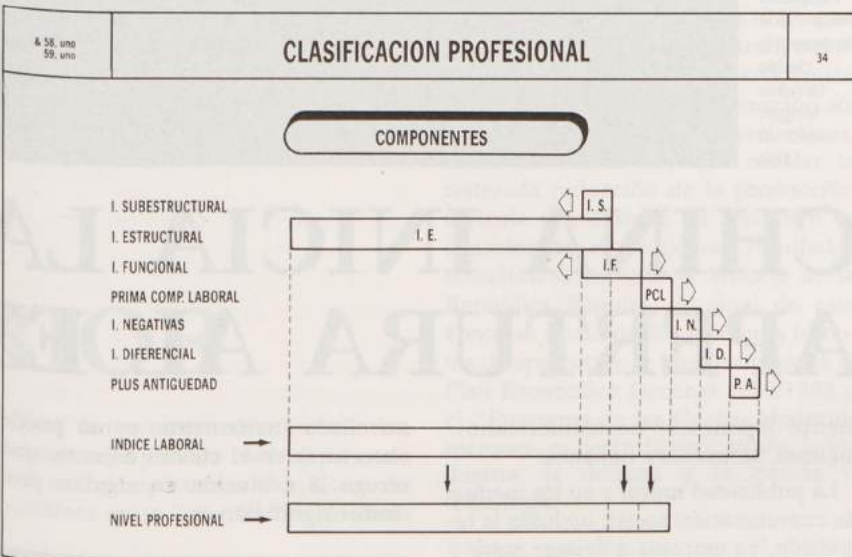 & 58. uno
59. uno
CLASIFICACION PROFESIONAL
34
COMPONENTES
I. SUBESTRUCTURAL
I. S.
I. ESTRUCTURAL
I. E.
I. FUNCIONAL
I.F.
PRIMA COMP. LABORAL
PCL
I. NEGATIVAS
I. N.
I. DIFERENCIAL
I. D.
PLUS ANTIGUEDAD
P. A.
INDICE LABORAL
NIVEL PROFESIONAL